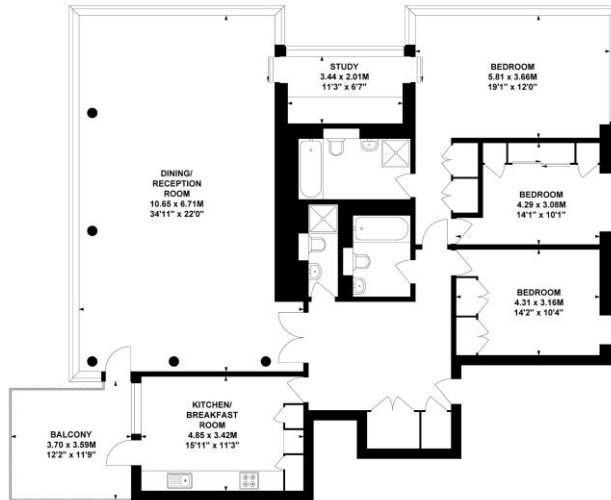 STUDY
3.44 x 2.01M
11'3" x 6'7"
BEDROOM
5.81 x 3.66M
19'1" x 12'0"
DINING/
RECEPTION
ROOM
10.65 x 6.71M
34'11" x 22'0"
BEDROOM
4.29 x 3.08M
14'1" x 10'1"
BEDROOM
4.31 x 3.16M
14'2" x 10'4"
KITCHEN/
BREAKFAST
ROOM
4.85 x 3.42M
15'11" x 11'3"
BALCONY
3.70 x 3.59M
12'2" x 11'9"